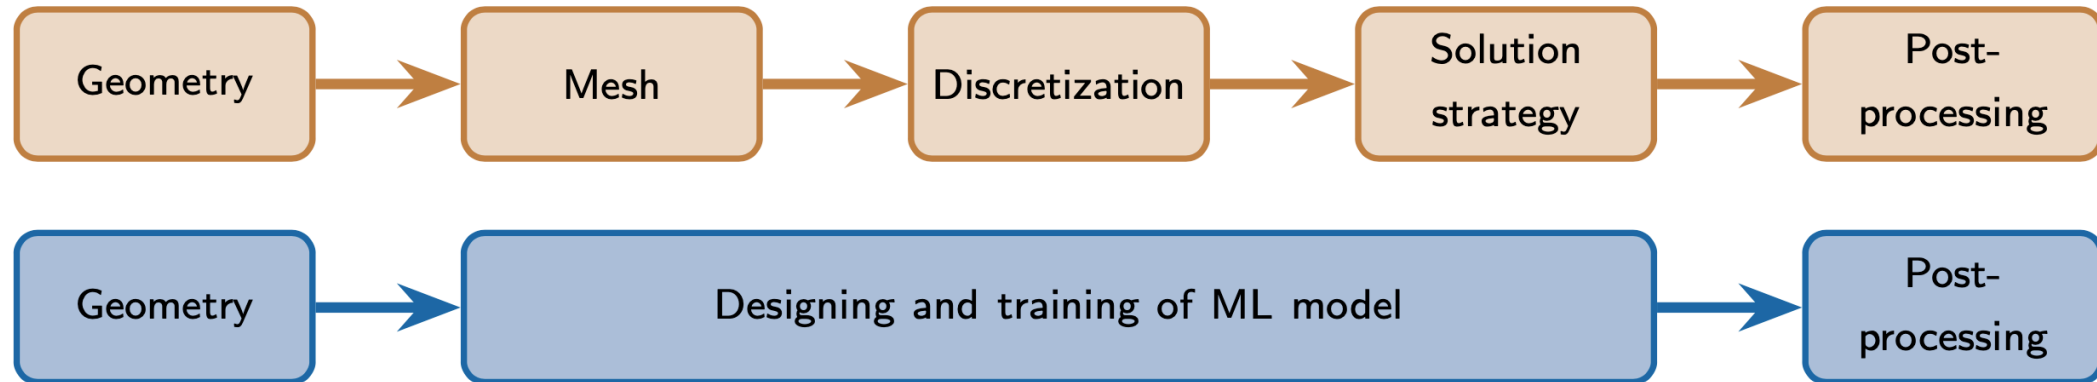 Geometry
Mesh
Discretization
Solution
strategy
Post-
processing
Geometry
Designing and training of ML model
Post-
processing